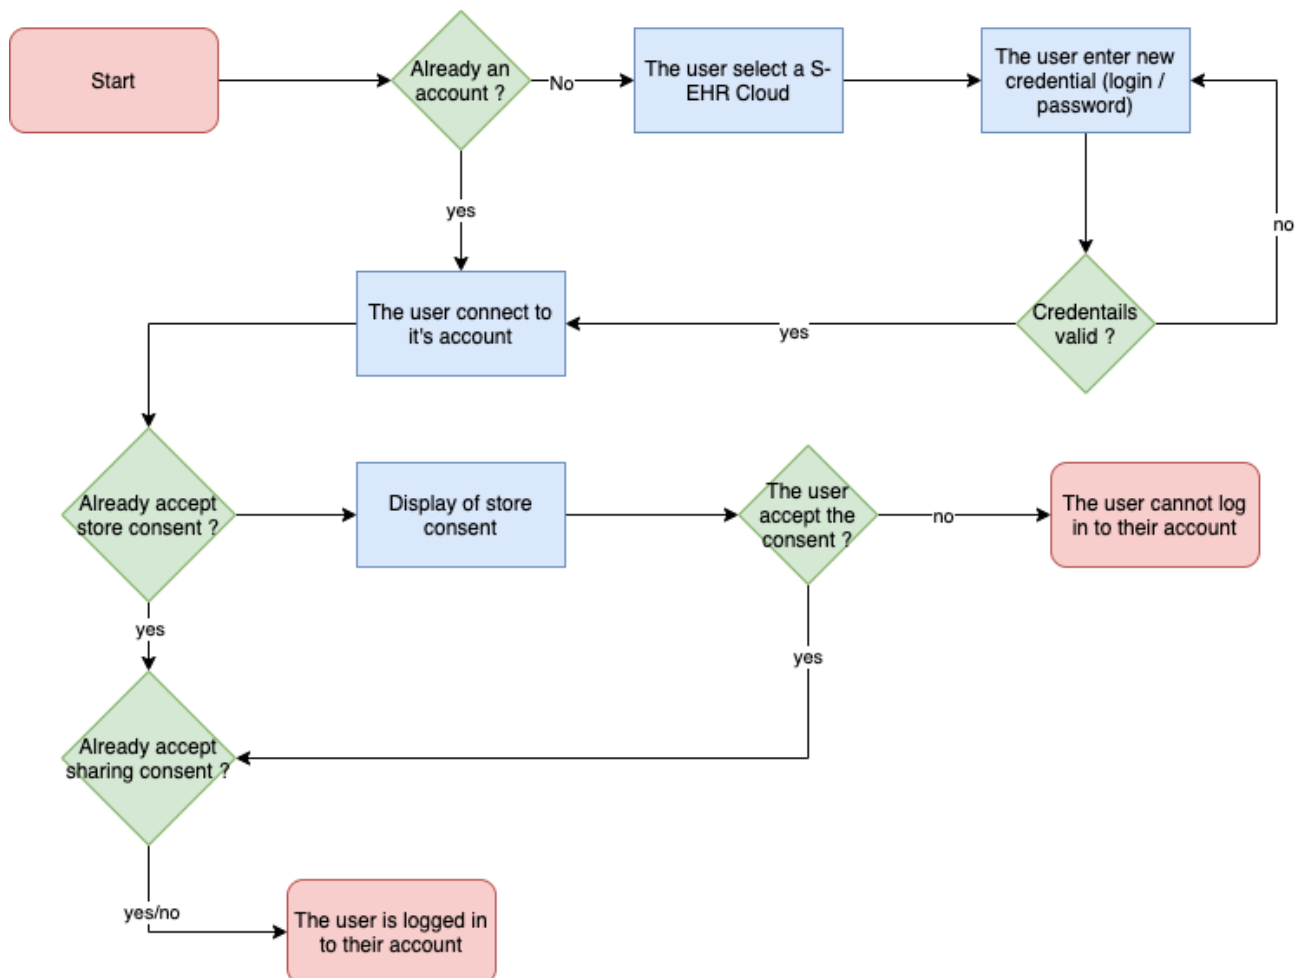 Start
Already an
account ?
No
The user select a S-
EHR Cloud
The user enter new
credential (login /
password)
yes
no
The user connect to
it's account
yes
Credentails
valid ?
Already accept
store consent ?
Display of store
consent
The user
accept the
consent ?
no
The user cannot log
in to their account
yes
yes
Already accept
sharing consent ?
yes/no
The user is logged in
to their account